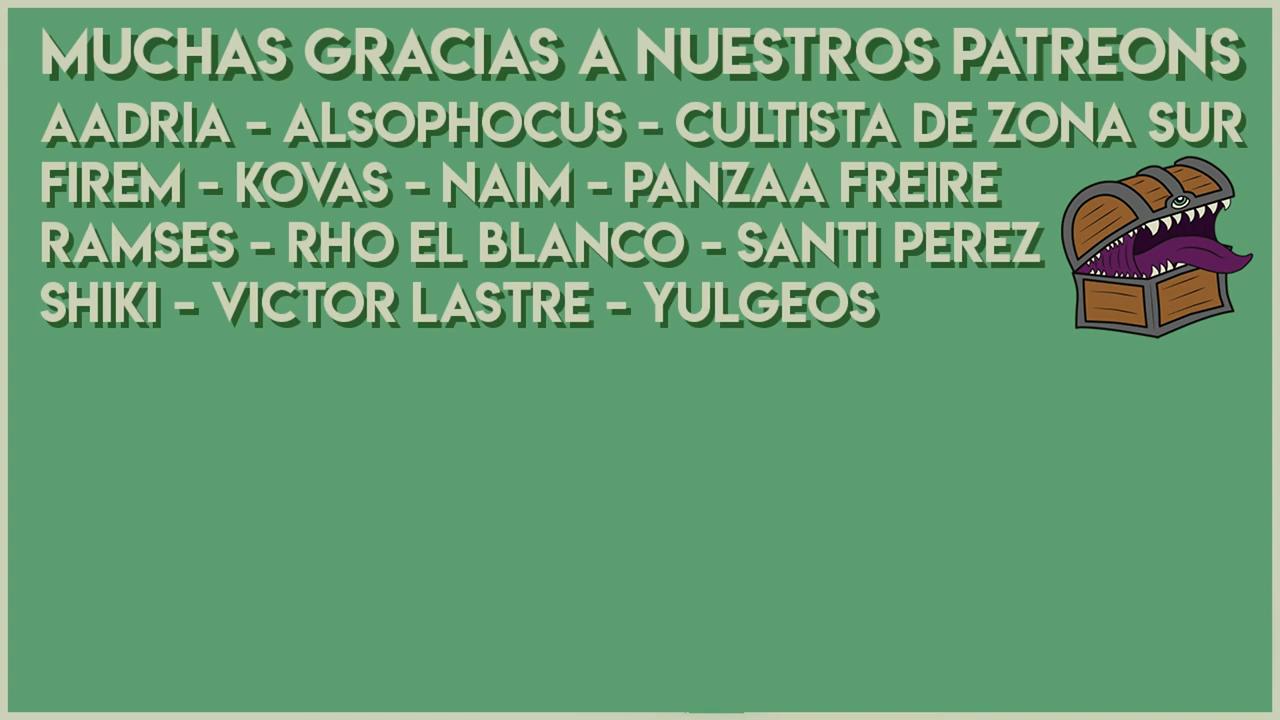 MUCHAS GRACIAS A NUESTROS PATREONS
AADRIA - ALSOPHOCUS - CULTISTA DE ZONA SUR
FIREM - KOVAS - NAIM - PANZAA FREIRE
RAMSES - RHO EL BLANCO - SANTI PEREZ
SHIKI - VICTOR LASTRE - YULGEOS